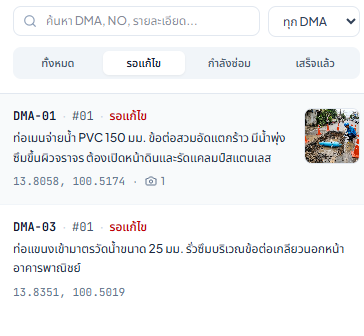 ค้นหา DMA, NO, รายละเอียด...
ทุก DMA
ทั้งหมด
รอแก้ไข
กำลังซ่อม
เสร็จแล้ว
DMA-01 · #01 · รอแก้ไข
ท่อเมนจ่ายน้ำ PVC 150 มม. ข้อต่อสวมอัดแตกร้าว มีน้ำพุ่ง
ซึมขึ้นผิวจราจร ต้องเปิดหน้าดินและรัดแคลมป์สแตนเลส
13.8058, 100.5174 · 1
DMA-03 · #01 · รอแก้ไข
ท่อแขนงเข้ามาตรวัดน้ำขนาด 25 มม. รั่วซึมบริเวณข้อต่อเกลียวนอกหน้า
อาคารพาณิชย์
13.8351, 100.5019